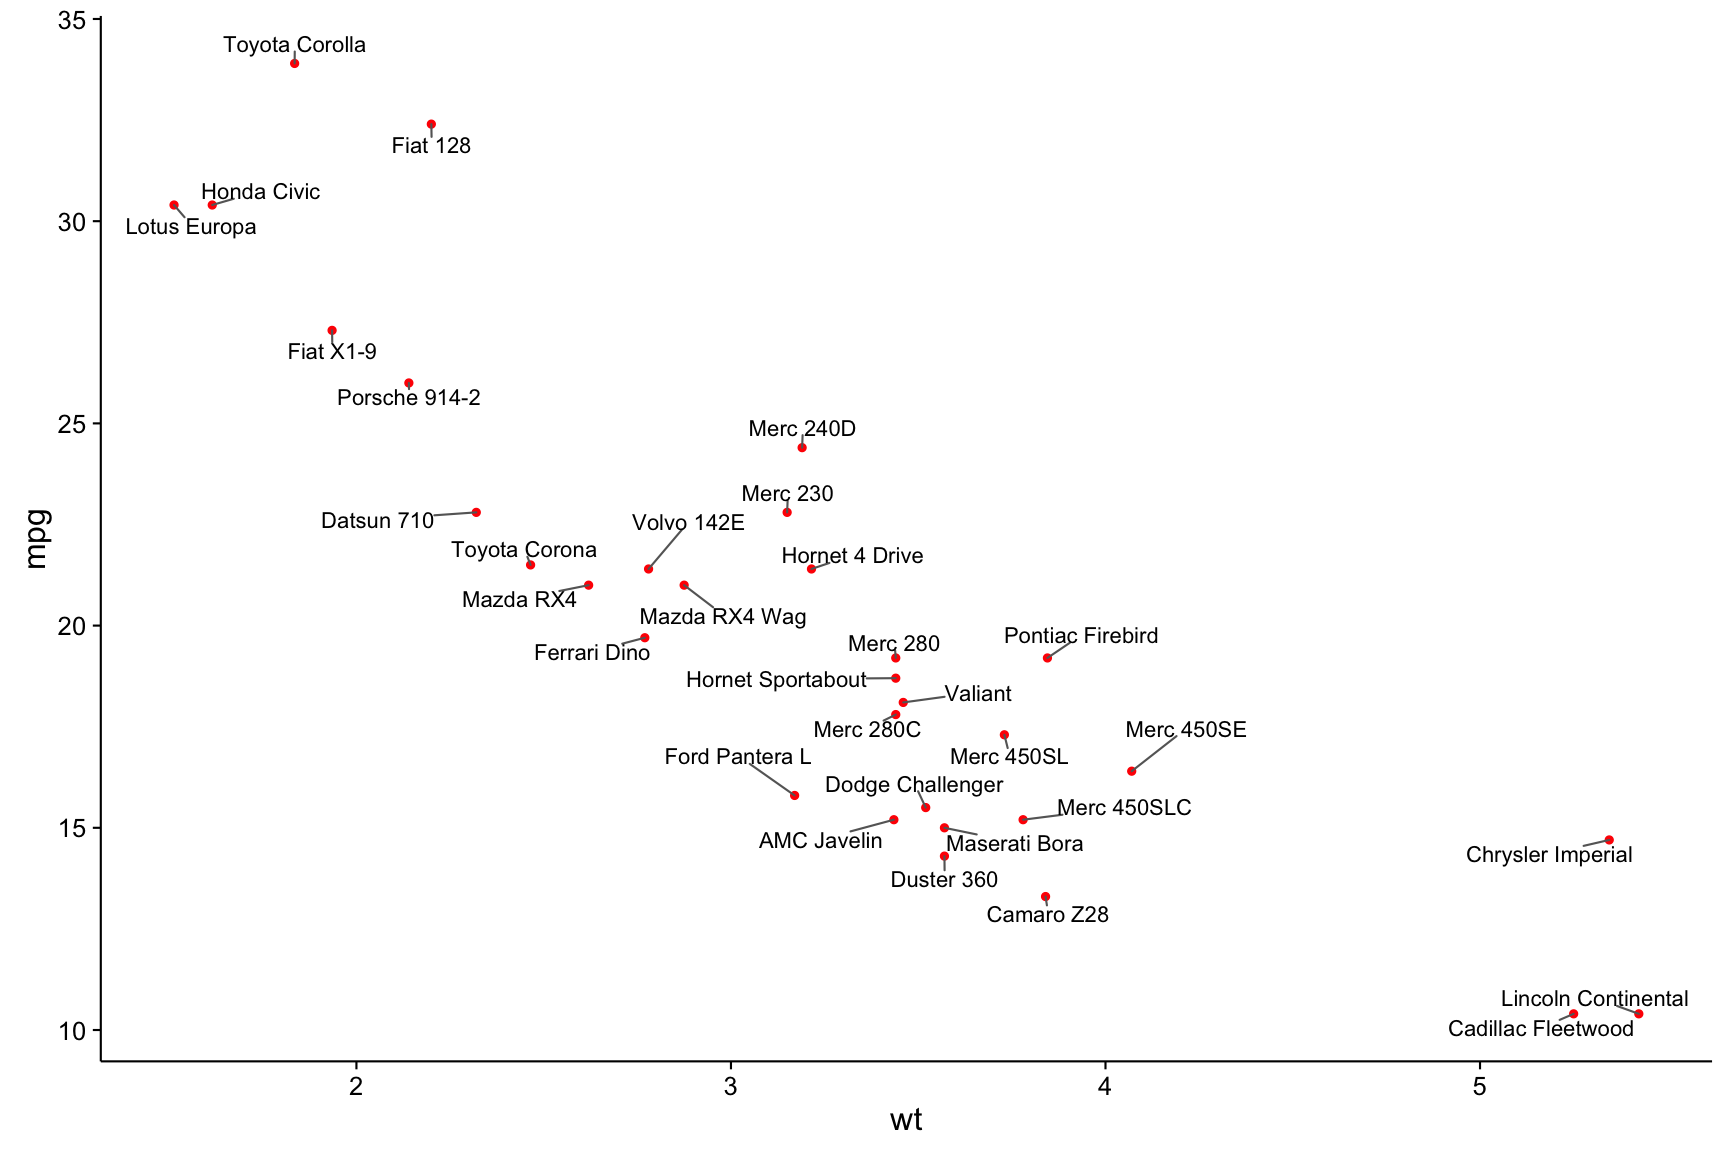 35
Toyota Corolla
Fiat 128
Honda Civic
30
Lotus Europa
Fiat X1-9
Porsche 914-2
25
Merc 240D
Merc 230
Datsun 710
Volvo 142E
mpg
Toyota Corona
Hornet 4 Drive
Mazda RX4
Mazda RX4 Wag
20
Pontiac Firebird
Merc 280
Ferrari Dino
Hornet Sportabout
Valiant
Merc 280C
Merc 450SE
Ford Pantera L
Merc 450SL
Dodge Challenger
Merc 450SLC
15
AMC Javelin
Maserati Bora
Chrysler Imperial
Duster 360
Camaro Z28
Lincoln Continental
10
Cadillac Fleetwood
2 3 4 5
wt